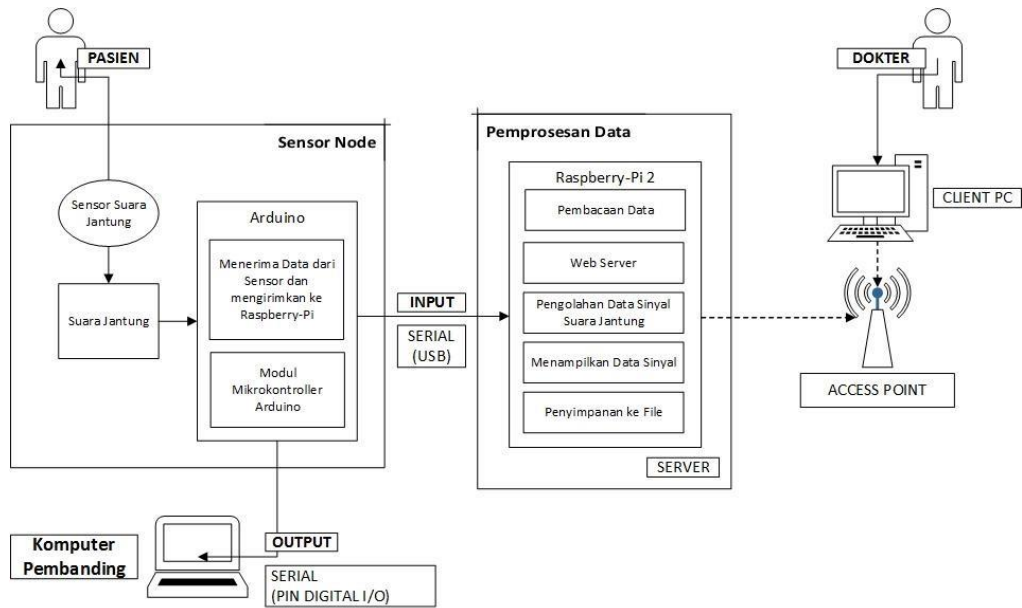 PASIEN
DOKTER
Sensor Node
Pemprosesan Data
Sensor Suara
Jantung
Suara Jantung
Arduino
Menerima Data dari
Sensor dan
mengirimkan ke
Raspberry-Pi
Modul
Mikrokontroller
Arduino
INPUT
SERIAL
(USB)
Raspberry-Pi 2
Pembacaan Data
Web Server
Pengolahan Data Sinyal
Suara Jantung
Menampilkan Data Sinyal
Penyimpanan ke File
SERVER
CLIENT PC
ACCESS POINT
Komputer
Pembanding
OUTPUT
SERIAL
(PIN DIGITAL I/O)